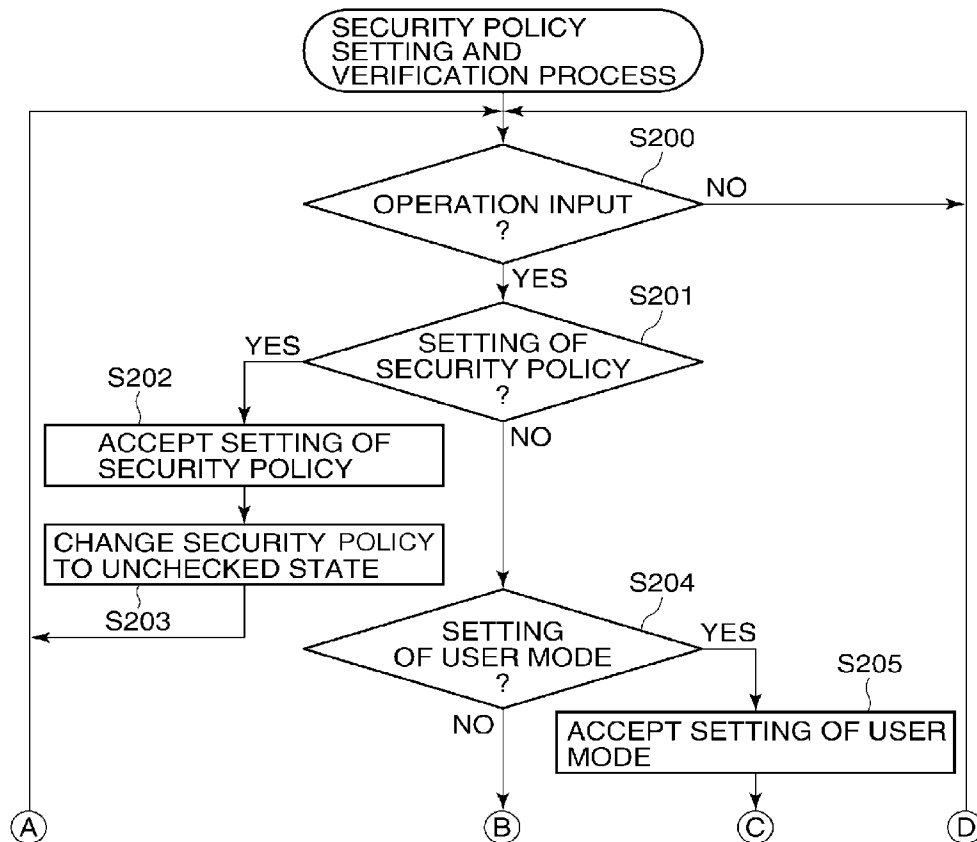 SECURITY POLICY
SETTING AND
VERIFICATION PROCESS
S200
OPERATION INPUT
?
NO
YES
S201
SETTING OF
SECURITY POLICY
?
YES
NO
S202
ACCEPT SETTING OF
SECURITY POLICY
CHANGE SECURITY POLICY
TO UNCHECKED STATE
S203
S204
SETTING
OF USER MODE
?
YES
NO
S205
ACCEPT SETTING OF USER
MODE
A
B
C
D